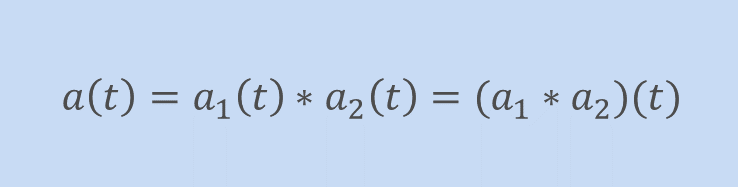 a(t) = a₁(t) ∗ a₂(t) = (a₁ ∗ a₂)(t)